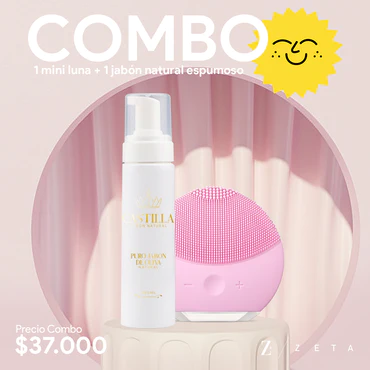 COMBO
1 mini luna + 1 jabón natural espumoso
Precio Combo
$37.000
Z ZETA